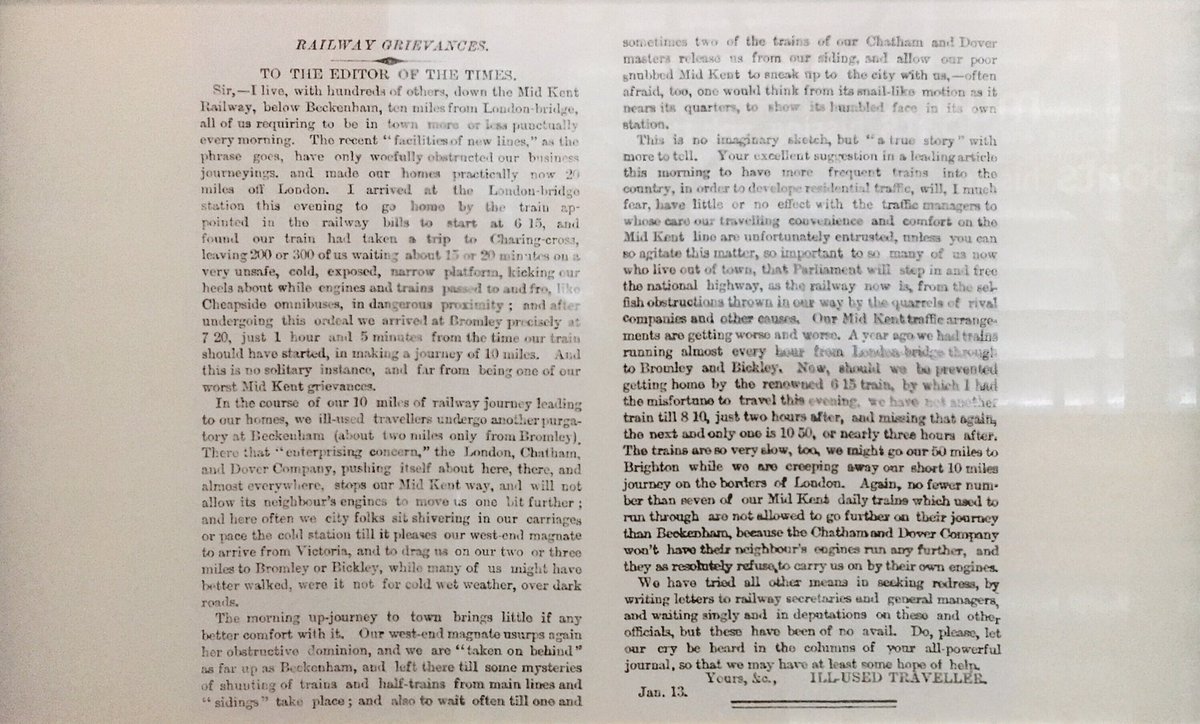 RAILWAY GRIEVANCES.
TO THE EDITOR OF THE TIMES.
Sir,—I live, with hundreds of others, down the Mid Kent
Railway, below Beckenham, ten miles from London-bridge,
all of us requiring to be in town more or less punctually
every morning. The recent "facilities of new lines," as the
phrase goes, have only woefully obstructed our business
journeyings. and made our homes practically now 20
miles off London. I arrived at the London-bridge
station this evening to go home by the train ap-
pointed in the railway bills to start at 6 15, and
found our train had taken a trip to Charing-cross,
leaving 200 or 300 of us waiting about 15 or 20 minutes on a
very unsafe, cold, exposed, narrow platform, kicking our
heels about while engines and trains passed to and fro, like
Cheapside omnibuses, in dangerous proximity; and after
undergoing this ordeal we arrived at Bromley precisely at
7 20, just 1 hour and 5 minutes from the time our train
should have started, in making a journey of 10 miles. And
this is no solitary instance, and far from being one of our
worst Mid Kent grievances.
In the course of our 10 miles of railway journey leading
to our homes, we ill-used travellers undergo another purga-
tory at Beckenham (about two miles only from Bromley).
There that "enterprising concern," the London, Chatham,
and Dover Company, pushing itself about here, there, and
almost everywhere, stops our Mid Kent way, and will not
allow its neighbour's engines to move us one bit further;
and here often we city folks sit shivering in our carriages
or pace the cold station till it pleases our west-end magnate
to arrive from Victoria, and to drag us on our two or three
miles to Bromley or Bickley, while many of us might have
better walked, were it not for cold wet weather, over dark
roads.
The morning up-journey to town brings little if any
better comfort with it. Our west-end magnate usurps again
her obstructive dominion, and we are "taken on behind"
as far up as Beckenham, and left there till some mysteries
of shunting of trains and half-trains from main lines and
"sidings" take place; and also to wait often till one and
sometimes two of the trains of our Chatham and Dover
masters release us from our siding, and allow our poor
snubbed Mid Kent to sneak up to the city with us,—often
afraid, too, one would think from its snail-like motion as it
nears its quarters, to show its humbled face in its own
station.
This is no imaginary sketch, but "a true story" with
more to tell. Your excellent suggestion in a leading article
this morning to have more frequent trains into the
country, in order to develope residential traffic, will, I much
fear, have little or no effect with the traffic managers to
whose care our travelling convenience and comfort on the
Mid Kent line are unfortunately entrusted, unless you can
so agitate this matter, so important to so many of us now
who live out of town, that Parliament will step in and free
the national highway, as the railway now is, from the sel-
fish obstructions thrown in our way by the quarrels of rival
companies and other causes. Our Mid Kent traffic arrange-
ments are getting worse and worse. A year ago we had trains
running almost every hour from London-bridge through
to Bromley and Bickley. Now, should we be prevented
getting home by the renowned 6 15 train, by which I had
the misfortune to travel this evening, we have not another
train till 8 10, just two hours after, and missing that again,
the next and only one is 10 50, or nearly three hours after.
The trains are so very slow, too, we might go our 50 miles to
Brighton while we are creeping away our short 10 miles
journey on the borders of London. Again, no fewer num-
ber than seven of our Mid Kent daily trains which used to
run through are not allowed to go further on their journey
than Beckenham, because the Chatham and Dover Company
won't have their neighbour's engines run any further, and
they as resolutely refuse to carry us on by their own engines.
We have tried all other means in seeking redress, by
writing letters to railway secretaries and general managers,
and waiting singly and in deputations on these and other
officials, but these have been of no avail. Do, please, let
our cry be heard in the columns of your all-powerful
journal, so that we may have at least some hope of help.
Yours, &c., ILL-USED TRAVELLER.
Jan. 13.